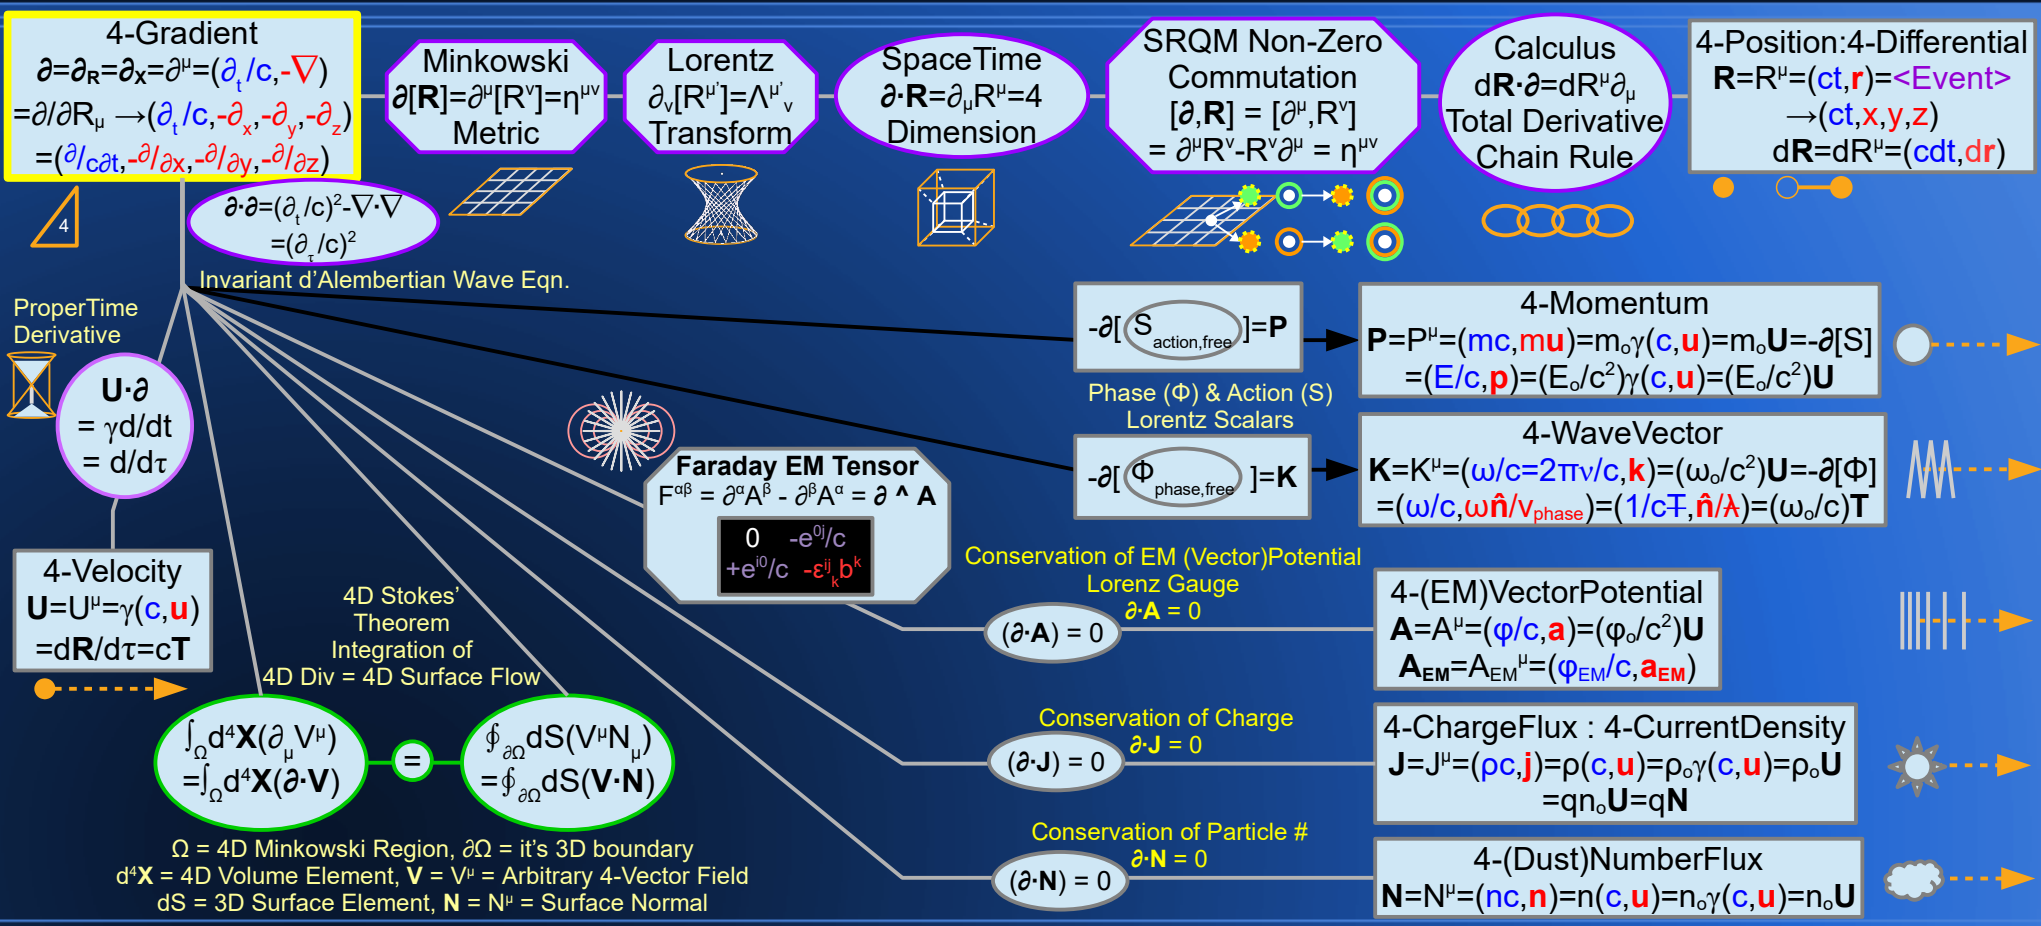 4-Gradient
∂=∂R=∂X=∂μ=(∂t/c,-∇)
=∂/∂Rμ →(∂t/c,-∂x,-∂y,-∂z)
=(∂/c∂t,-∂/∂x,-∂/∂y,-∂/∂z)
Minkowski
∂[R]=∂μ[Rν]=ημν
Metric
Lorentz
∂ν[Rμ']=Λμ'ν
Transform
SpaceTime
∂·R=∂μRμ=4
Dimension
SRQM Non-Zero
Commutation
[∂,R] = [∂μ,Rν]
= ∂μRν-Rν∂μ = ημν
Calculus
dR·∂=dRμ∂μ
Total Derivative
Chain Rule
4-Position:4-Differential
R=Rμ=(ct,r)=<Event>
→(ct,x,y,z)
dR=dRμ=(cdt,dr)
4
∂·∂=(∂t/c)²-∇·∇
=(∂τ/c)²
Invariant d'Alembertian Wave Eqn.
ProperTime
Derivative
U·∂
= γd/dt
= d/dτ
4-Velocity
U=Uμ=γ(c,u)
=dR/dτ=cT
-∂[ Saction,free ]=P
4-Momentum
P=Pμ=(mc,mu)=moγ(c,u)=moU=-∂[S]
=(E/c,p)=(Eo/c²)γ(c,u)=(Eo/c²)U
Phase (Φ) & Action (S)
Lorentz Scalars
-∂[ Φphase,free ]=K
4-WaveVector
K=Kμ=(ω/c=2πν/c,k)=(ωo/c²)U=-∂[Φ]
=(ω/c,ωn̂/vphase)=(1/cŦ,n̂/ƛ)=(ωo/c)T
Faraday EM Tensor
Fαβ = ∂αAβ - ∂βAα = ∂ ^ A
0 -e0j/c
+ei0/c -εijkbk
Conservation of EM (Vector)Potential
Lorenz Gauge
∂·A = 0
(∂·A) = 0
4-(EM)VectorPotential
A=Aμ=(φ/c,a)=(φo/c²)U
AEM=AEMμ=(φEM/c,aEM)
4D Stokes'
Theorem
Integration of
4D Div = 4D Surface Flow
∫Ωd⁴X(∂μVμ)
=∫Ωd⁴X(∂·V)
=
∮∂ΩdS(VμNμ)
=∮∂ΩdS(V·N)
Conservation of Charge
∂·J = 0
(∂·J) = 0
4-ChargeFlux : 4-CurrentDensity
J=Jμ=(ρc,j)=ρ(c,u)=ρoγ(c,u)=ρoU
=qnoU=qN
Conservation of Particle #
∂·N = 0
(∂·N) = 0
4-(Dust)NumberFlux
N=Nμ=(nc,n)=n(c,u)=noγ(c,u)=noU
Ω = 4D Minkowski Region, ∂Ω = it's 3D boundary
d⁴X = 4D Volume Element, V = Vμ = Arbitrary 4-Vector Field
dS = 3D Surface Element, N = Nμ = Surface Normal